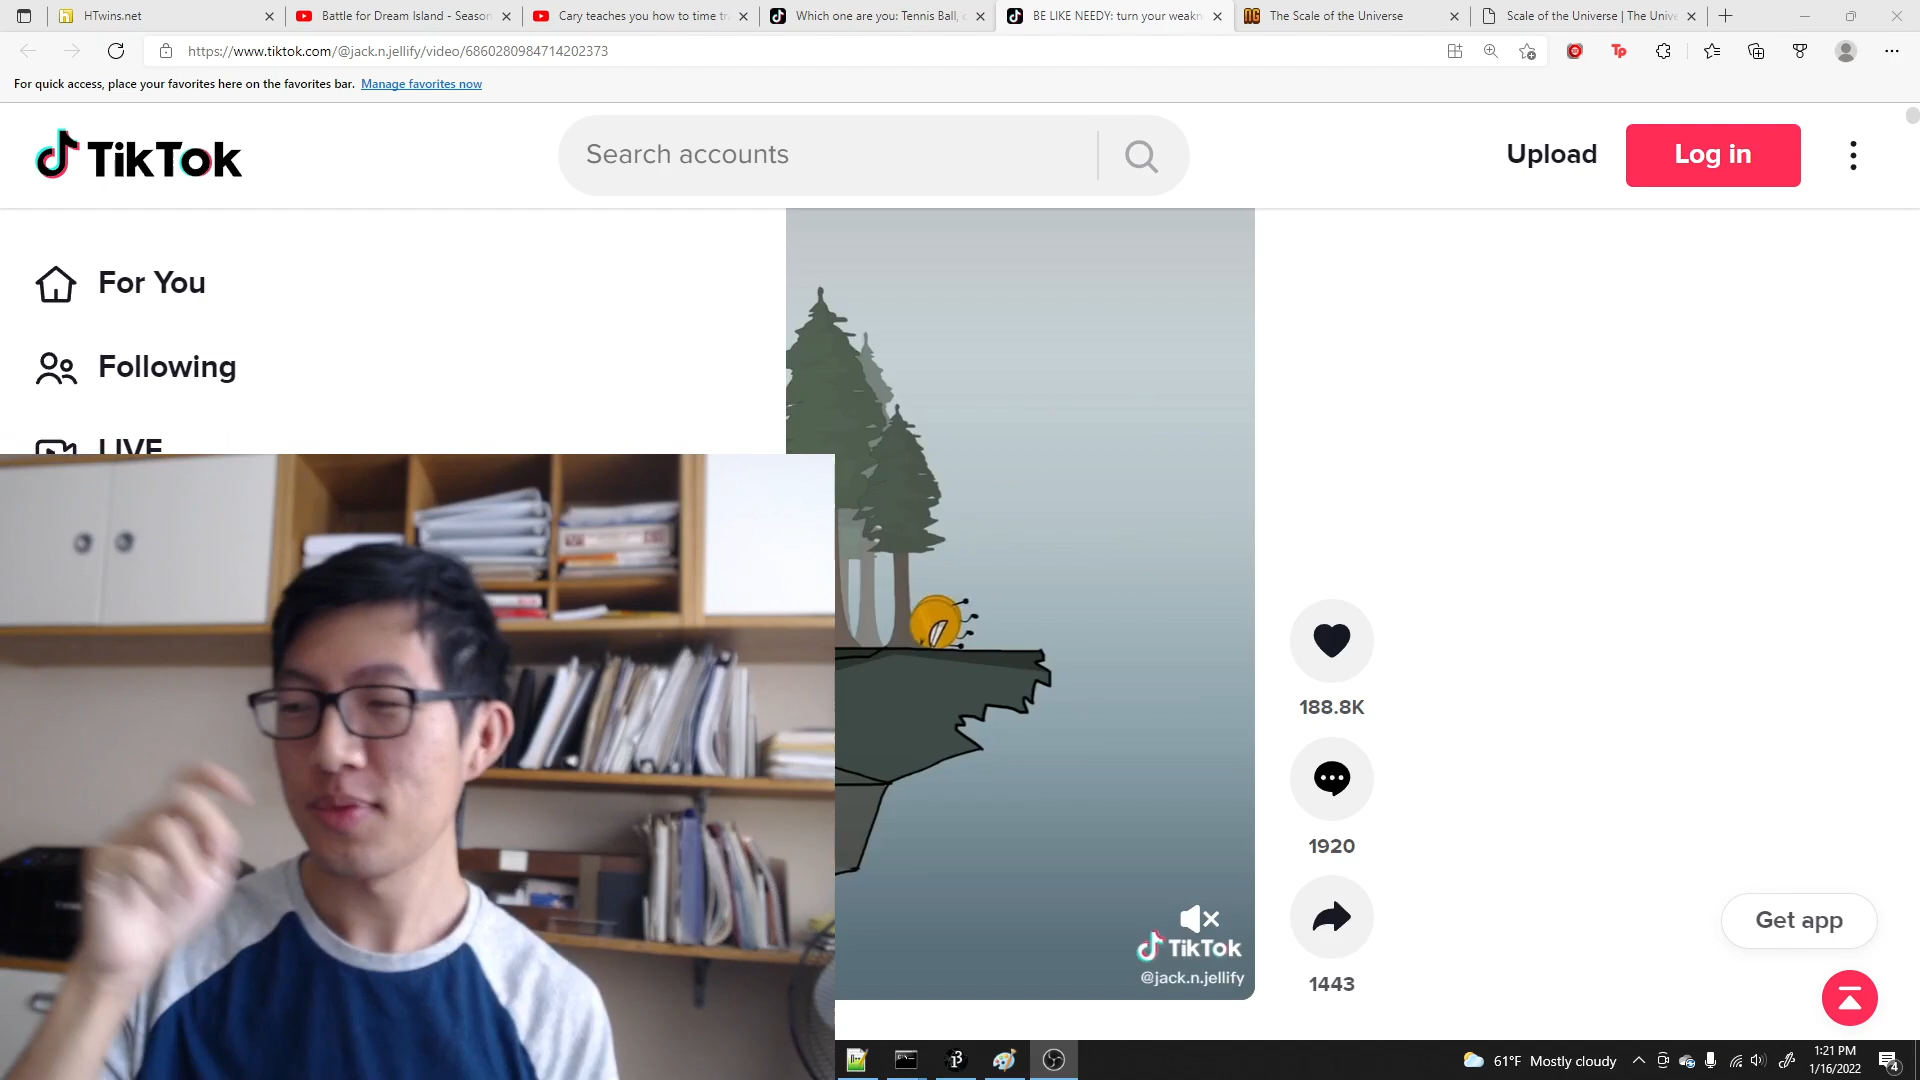 HTwins.net
Battle for Dream Island - Season
Cary teaches you how to time tr
Which one are you: Tennis Ball,
BE LIKE NEEDY: turn your weakn
The Scale of the Universe
Scale of the Universe | The Unive
https://www.tiktok.com/@jack.n.jellify/video/6860280984714202373
For quick access, place your favorites here on the favorites bar. Manage favorites now
TikTok
Search accounts
Upload
Log in
For You
Following
LIVE
188.8K
1920
1443
TikTok
@jack.n.jellify
Get app
61°F Mostly cloudy
1:21 PM
1/16/2022
4